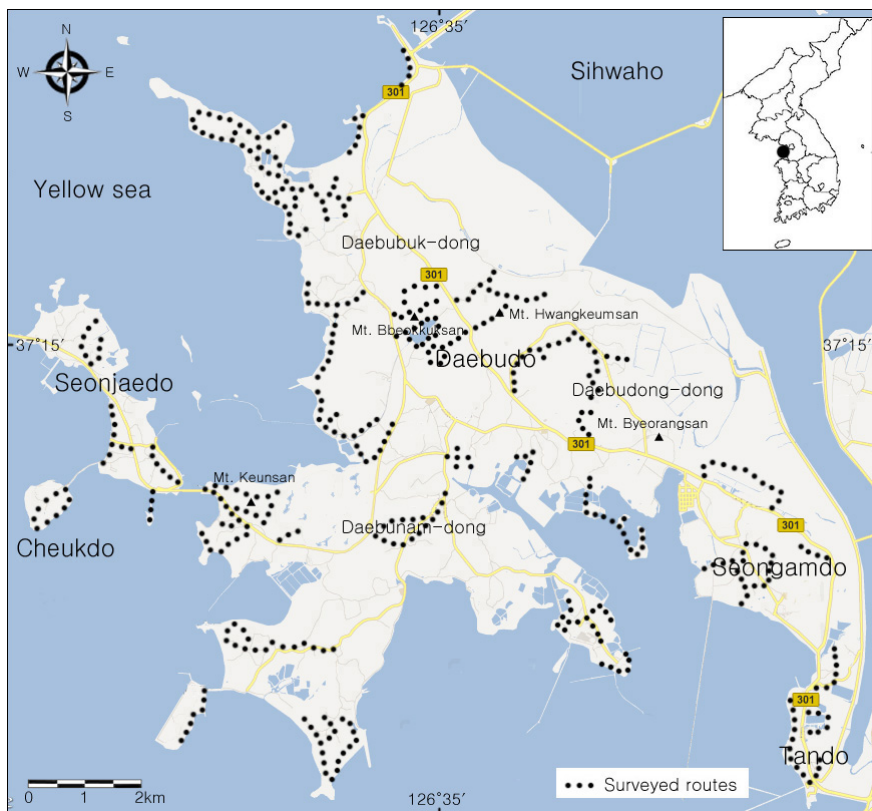 126°35'
N
W E
S
301
Sihwaho
Yellow sea
Daebubuk-dong
301
Mt. Hwangkeumsan
Mt. Bbeokkuksan
37°15'
37°15'
Daebudo
Seonjaedo
Daebudong-dong
Mt. Byeorangsan
301
Mt. Keunsan
Daebunam-dong
301
Cheukdo
Seongamdo
301
Tando
0 1 2km
Surveyed routes
126°35'